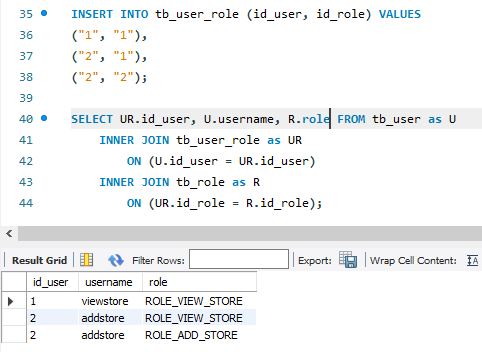 35 INSERT INTO tb_user_role (id_user, id_role) VALUES
36 ("1", "1"),
37 ("2", "1"),
38 ("2", "2");
39
40 SELECT UR.id_user, U.username, R.role FROM tb_user as U
41 INNER JOIN tb_user_role as UR
42 ON (U.id_user = UR.id_user)
43 INNER JOIN tb_role as R
44 ON (UR.id_role = R.id_role);
Result Grid Filter Rows: Export: Wrap Cell Content: IA
id_user username role
1 viewstore ROLE_VIEW_STORE
2 addstore ROLE_VIEW_STORE
2 addstore ROLE_ADD_STORE